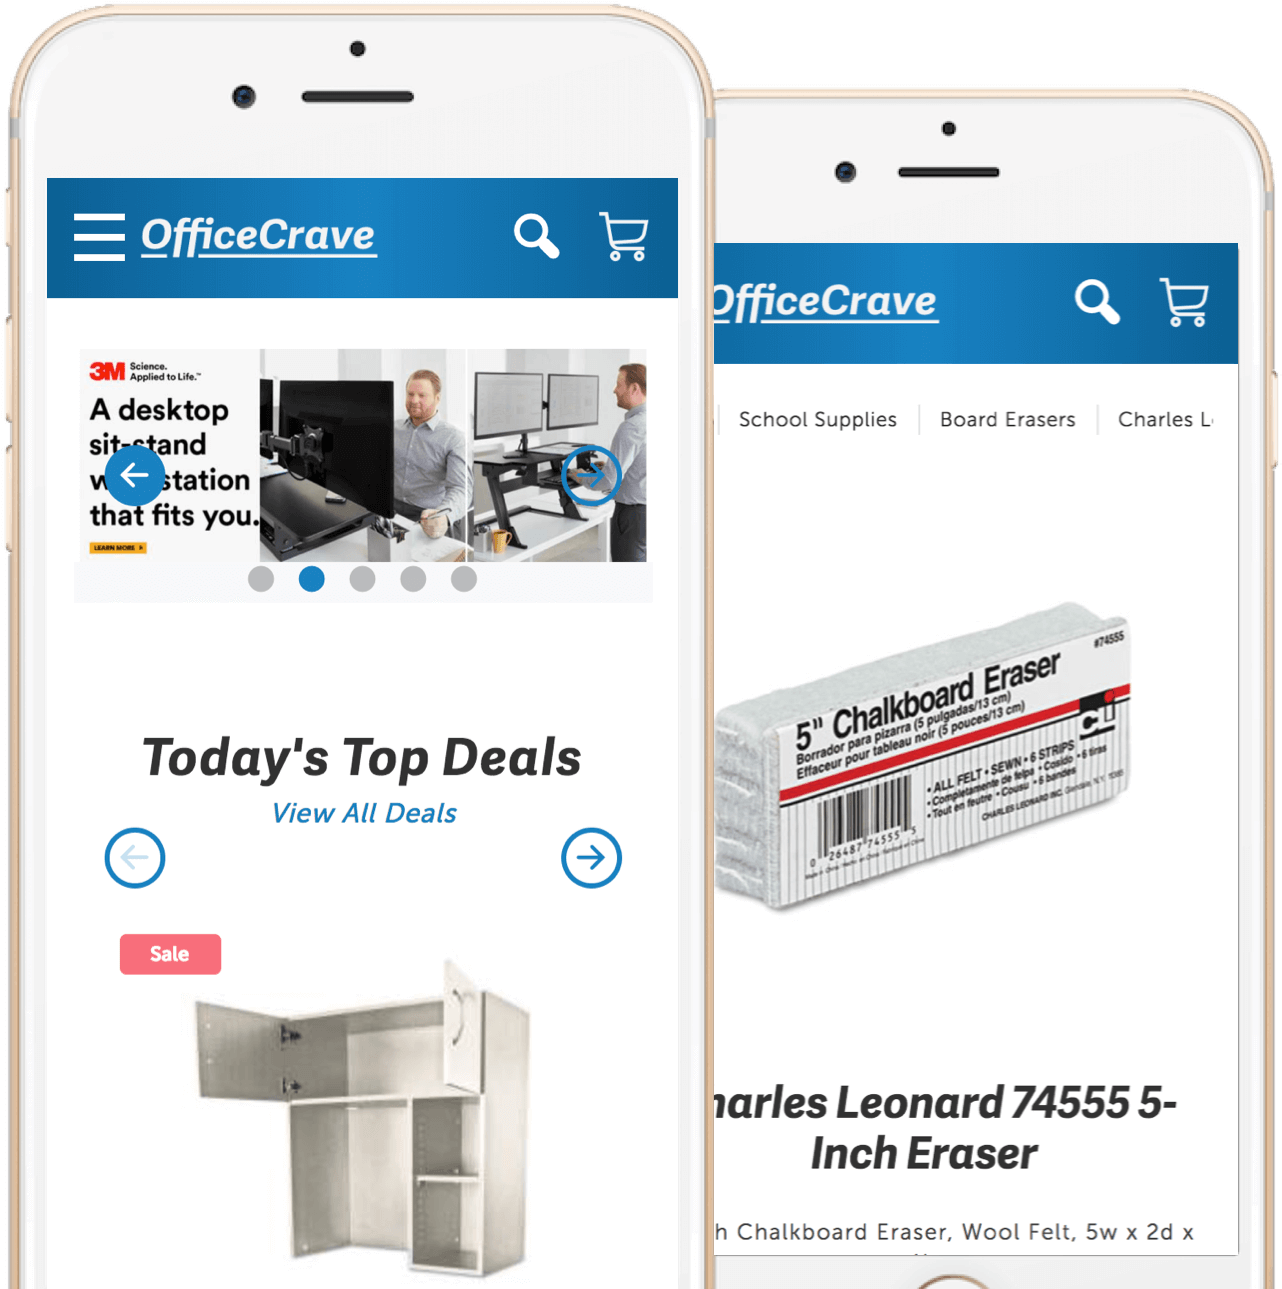 OfficeCrave
3M Science.
Applied to Life.™
A desktop
sit-stand
station
that fits you.
LEARN MORE
Today's Top Deals
View All Deals
Sale
OfficeCrave
School Supplies
Board Erasers
Charles L
#74555
5" Chalkboard Eraser
Borrador para pizarra (5 pulgadas/13 cm)
Effaceur pour tableau noir (5 pouces/13 cm)
• ALL FELT • SEWN • 6 STRIPS
• Completamente de felpa • Cosido • 6 tiras
• Tout en feutre • Cousu • 6 bandes
CHARLES LEONARD INC.
0 26487 74555 5
harles Leonard 74555 5-
Inch Eraser
h Chalkboard Eraser, Wool Felt, 5w x 2d x